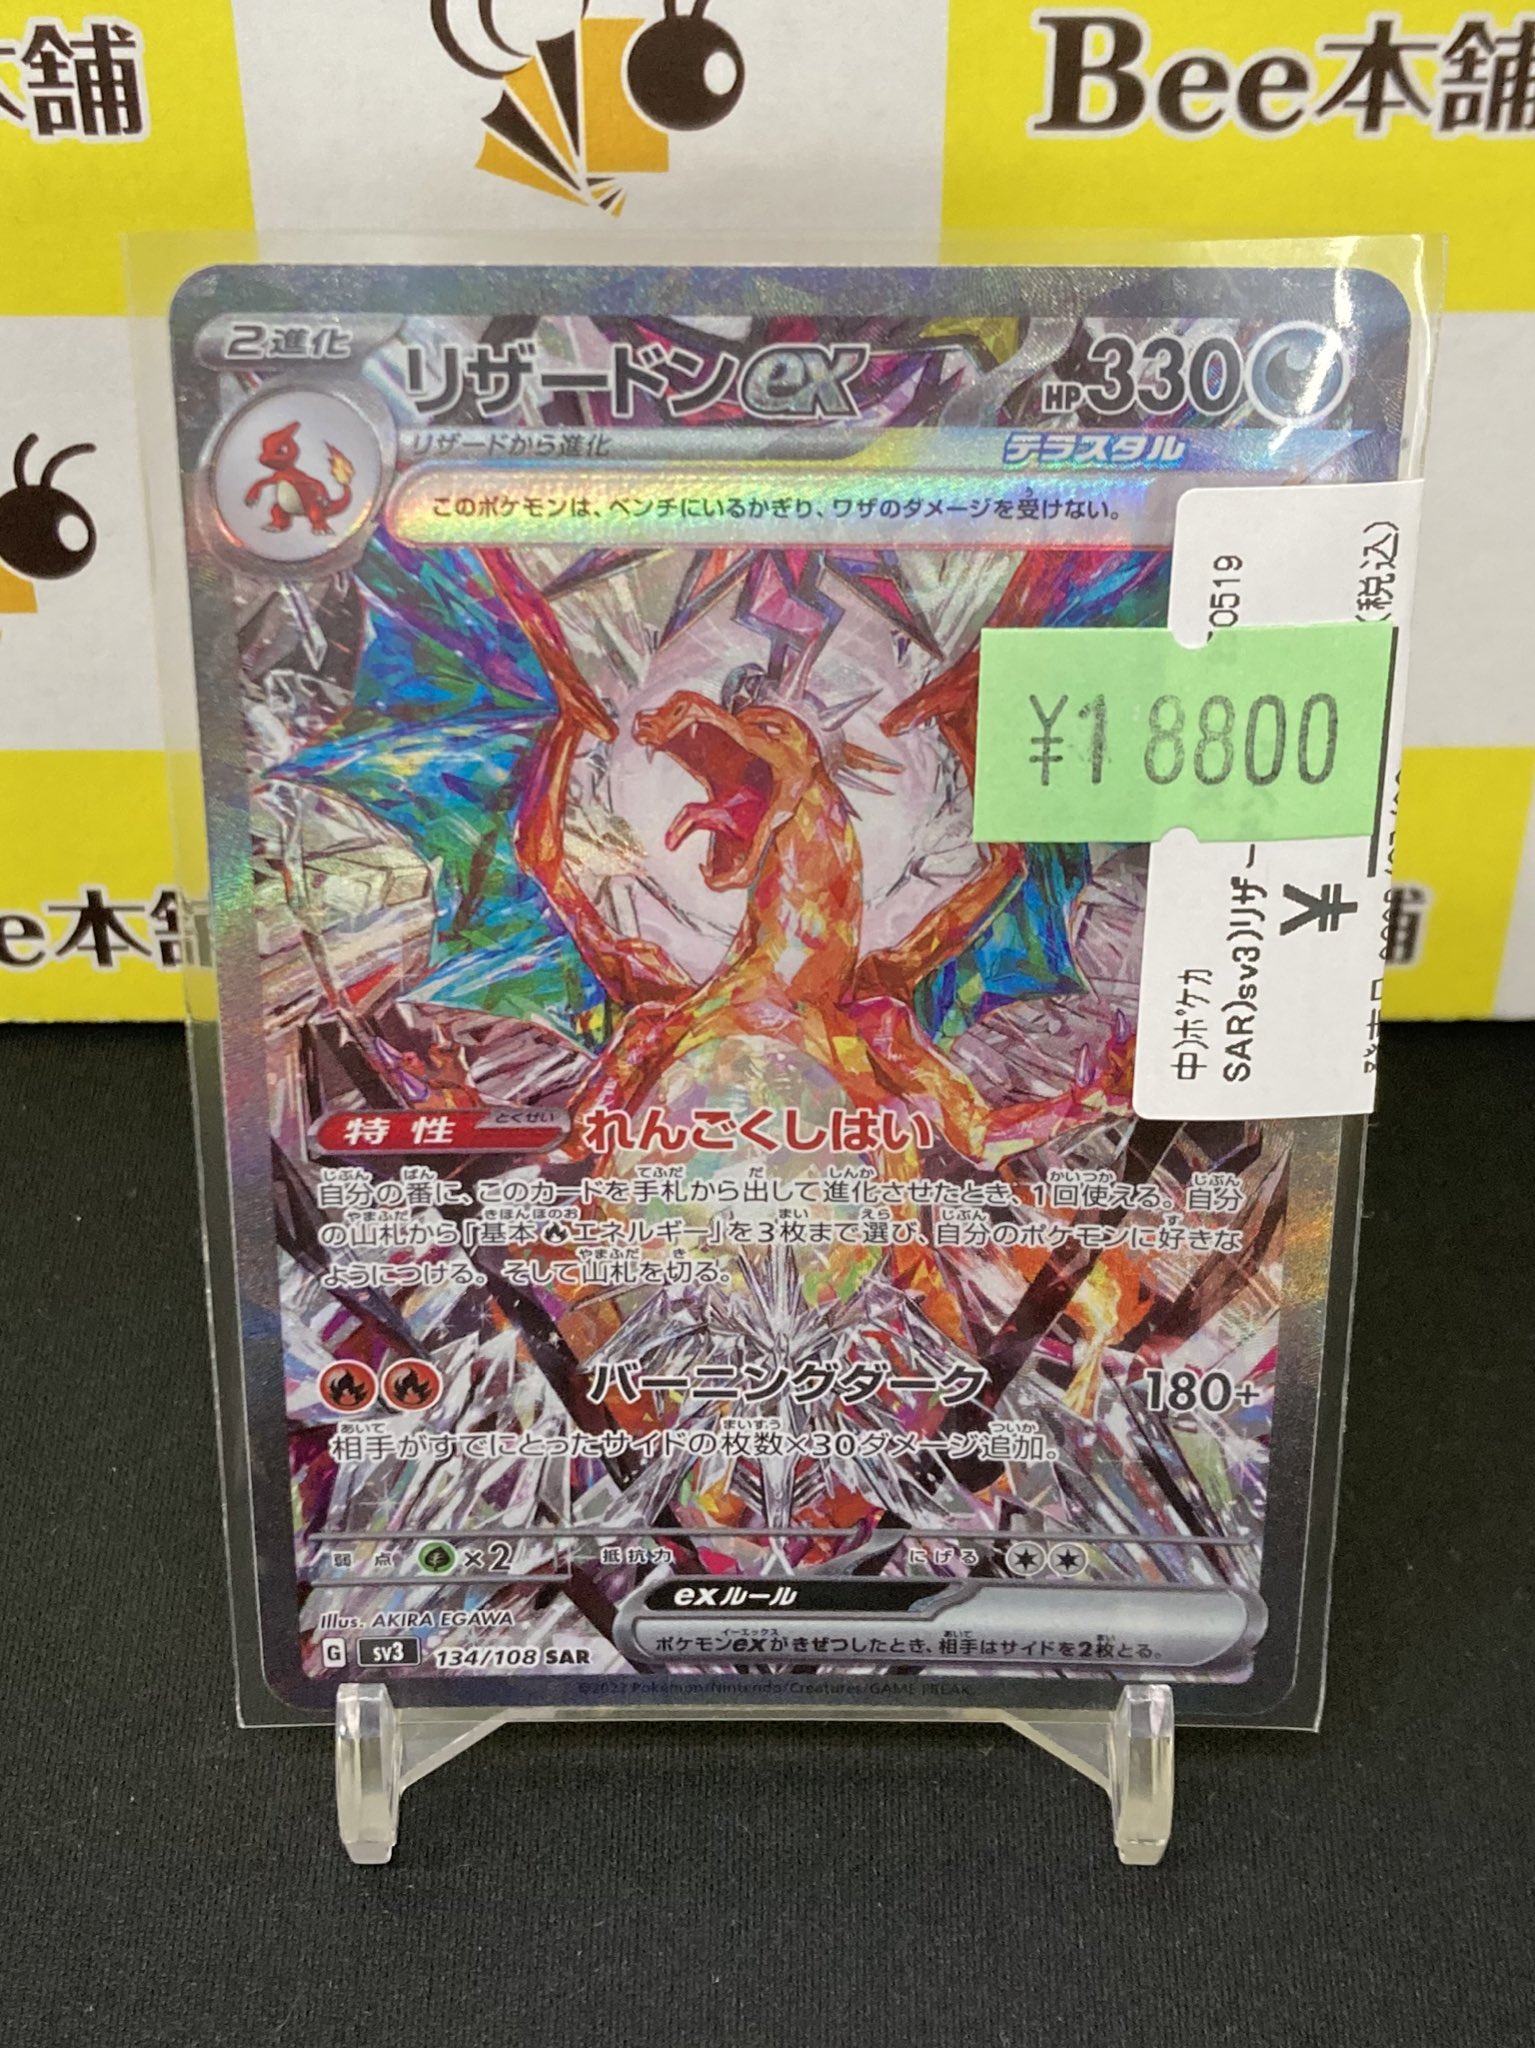 本舗
Bee本舗
2進化
リザードンex
HP330
リザードから進化
テラスタル
このポケモンは、ベンチにいるかぎり、ワザのダメージを受けない。
(税込)
0519
¥18800
e本舗
舗
中)ポケカ
SAR)sv3)リザー
¥
特性
とくせい
れんごくしはい
自分の番に、このカードを手札から出して進化させたとき、1回使える。自分
の山札から「基本エネルギー」を3枚まで選び、自分のポケモンに好きな
ようにつける。そして山札を切る。
バーニングダーク 180+
相手がすでにとったサイドの枚数×30ダメージ追加。
弱点 ×2 抵抗力 にげる
exルール
ポケモンexがきぜつしたとき、相手はサイドを2枚とる。
Illus. AKIRA EGAWA
G sv3 134/108 SAR
©2023 Pokémon/Nintendo/Creatures/GAME FREAK.